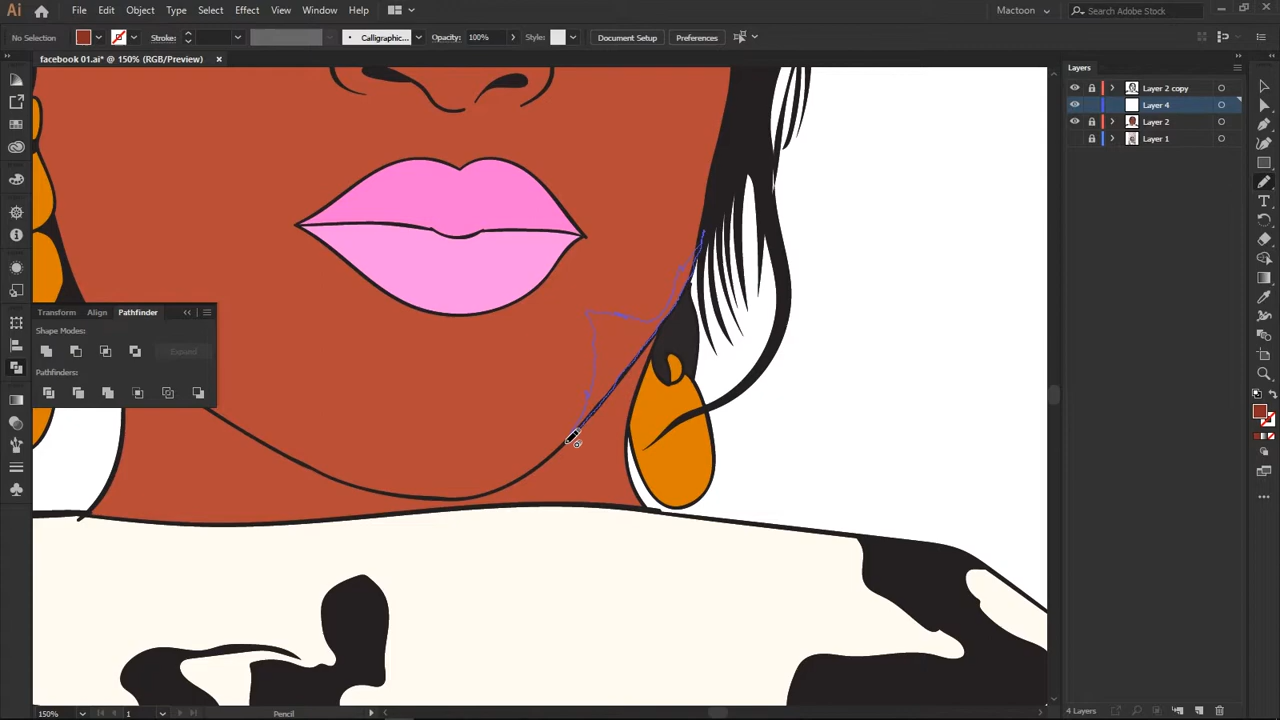 Ai File Edit Object Type Select Effect View Window Help Mactoon Search Adobe Stock
No Selection Stroke: Calligraphic... Opacity: 100% Style: Document Setup Preferences
facebook 01.ai* @ 150% (RGB/Preview) ×
Layers
Layer 2 copy
Layer 4
Layer 2
Layer 1
Transform Align Pathfinder
Shape Modes:
Expand
Pathfinders:
150% 1 Pencil 4 Layers